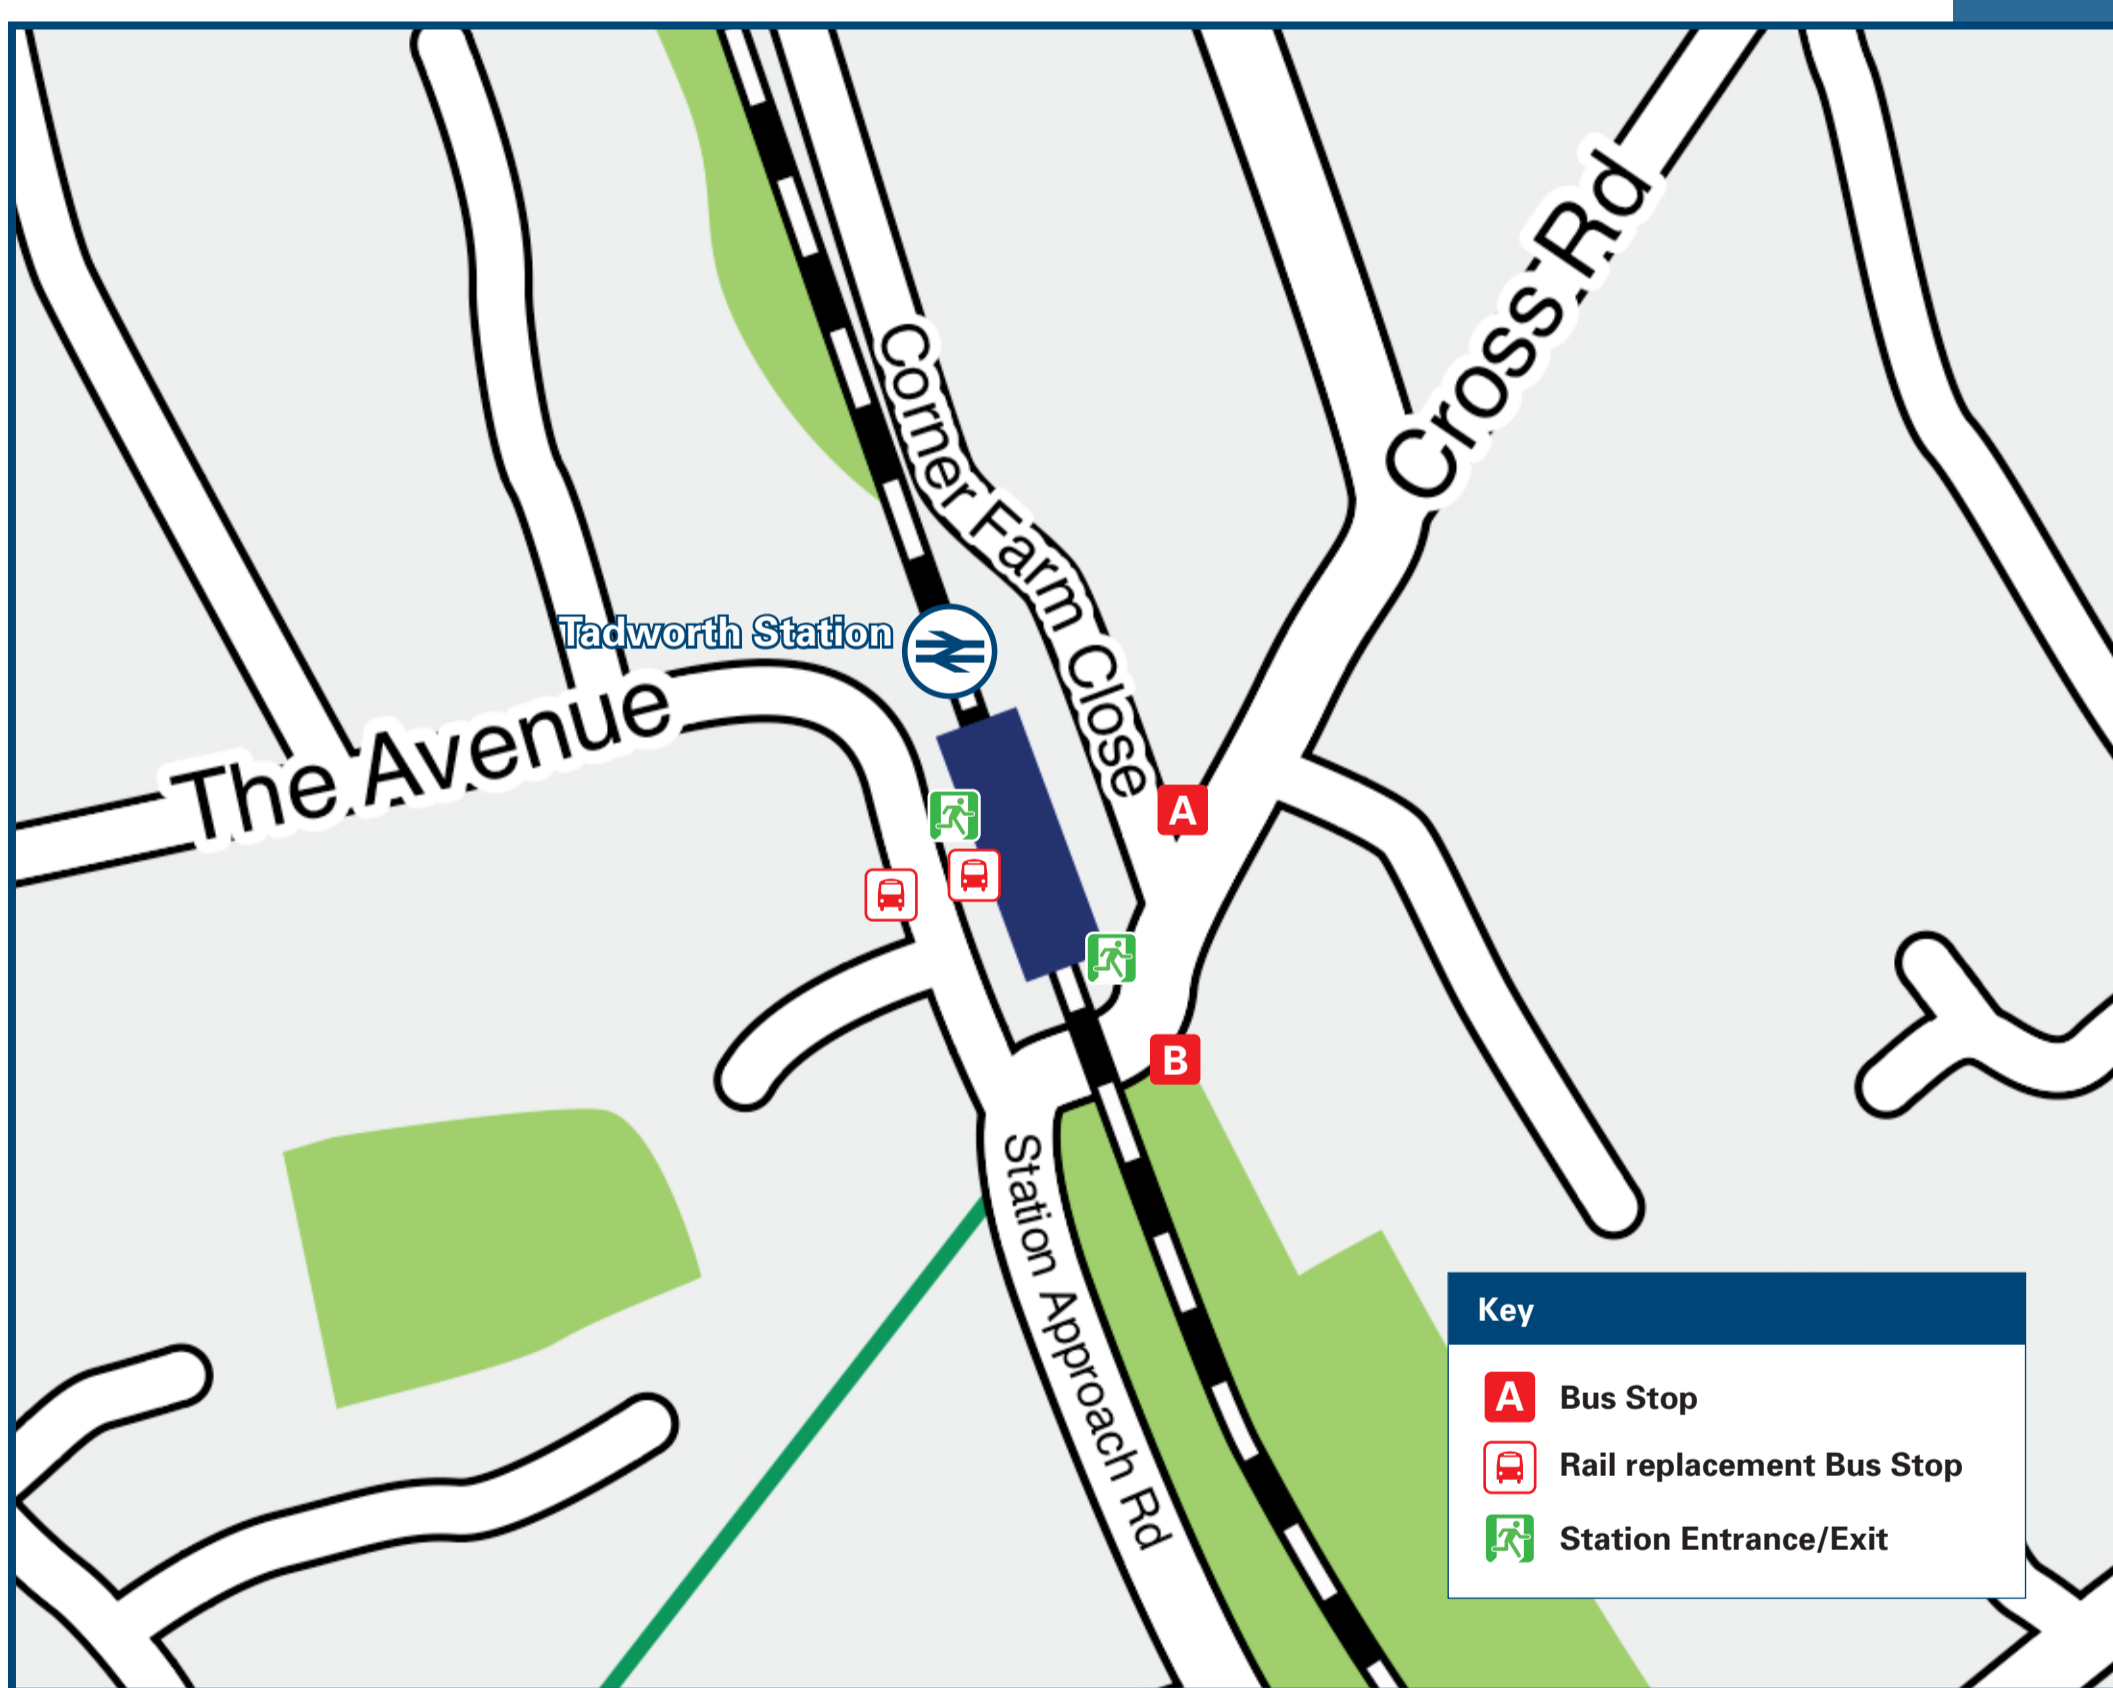 Cross Rd
Corner Farm Close
Tadworth Station
The Avenue
A
B
Station Approach Rd
Key
A Bus Stop
Rail replacement Bus Stop
Station Entrance/Exit